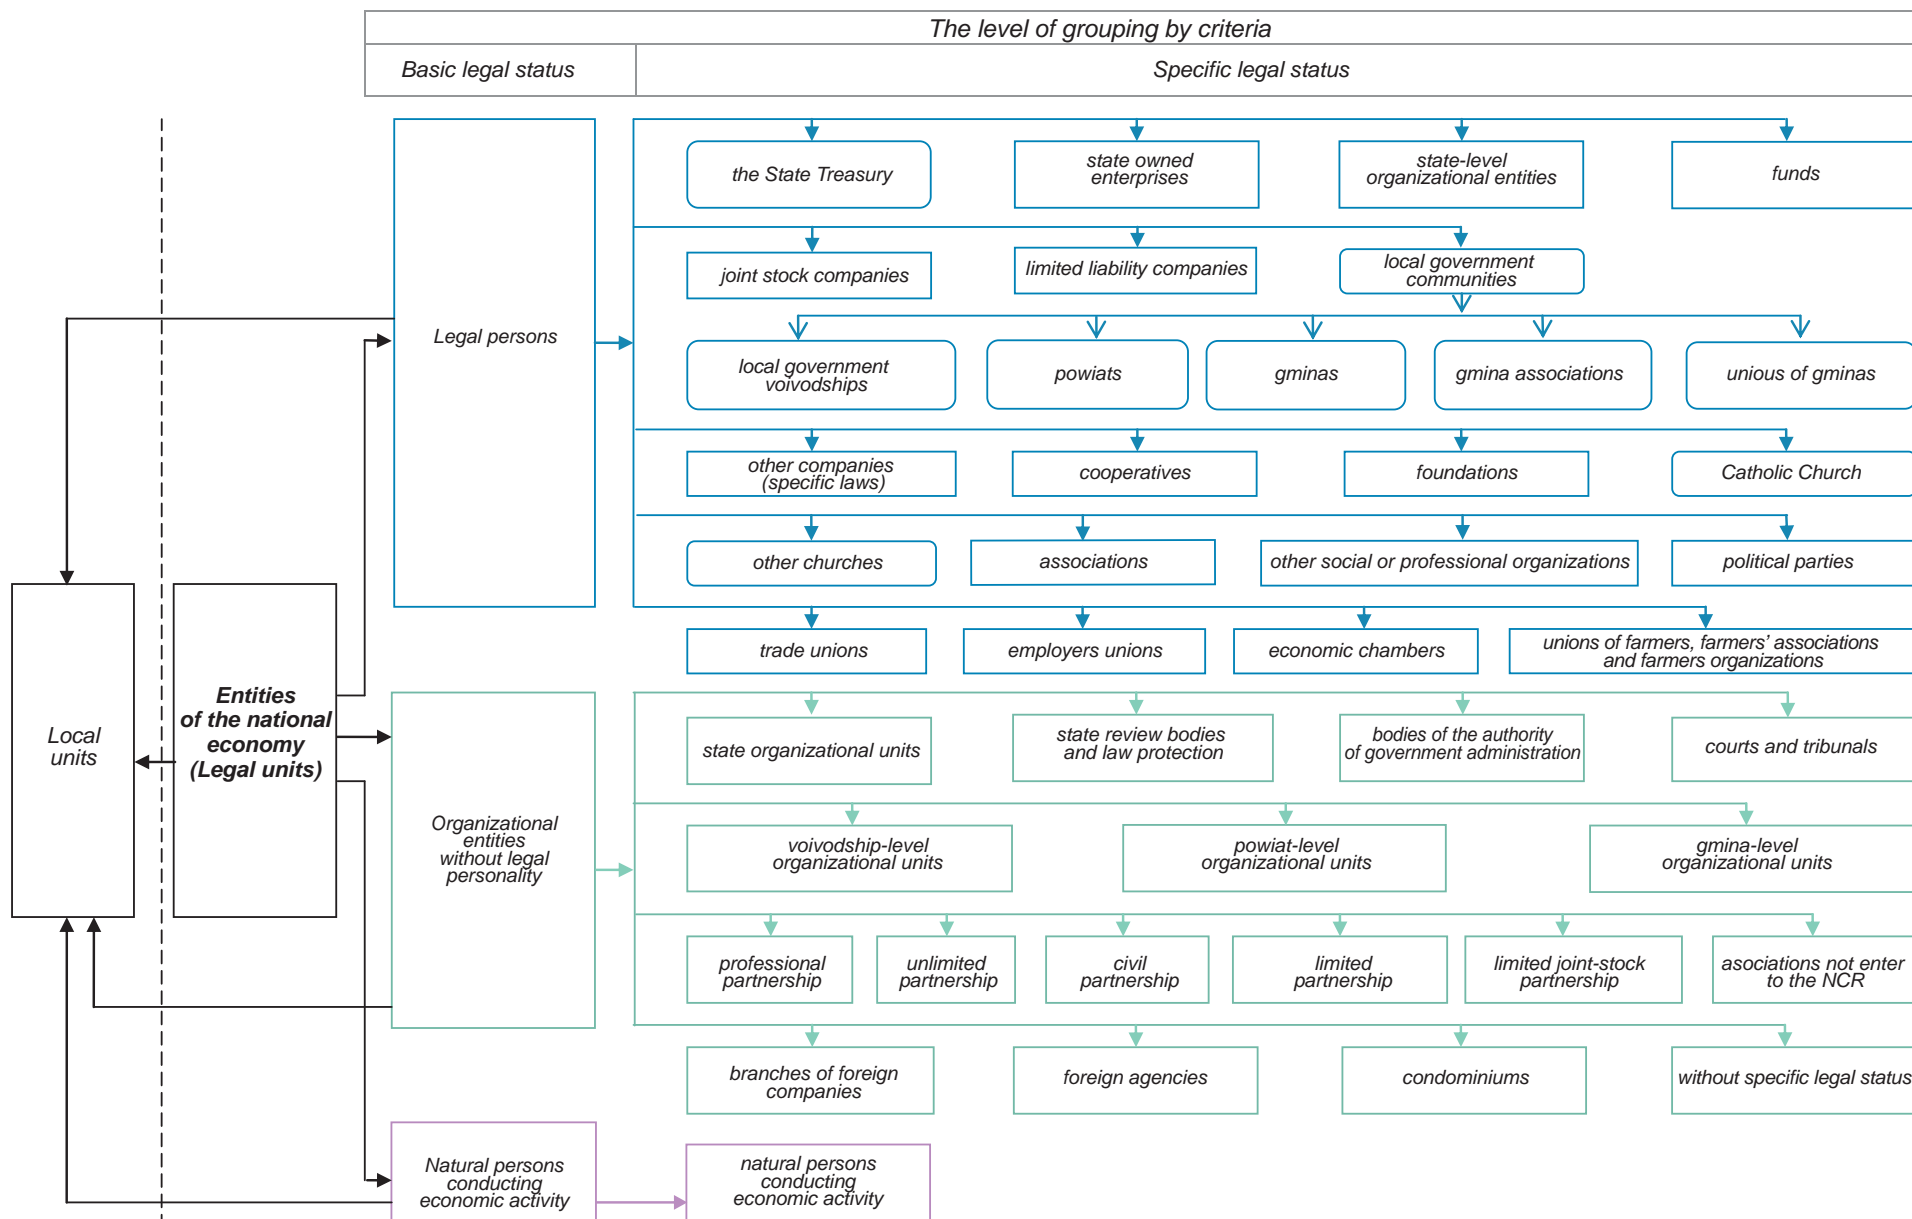 The level of grouping by criteria
Basic legal status
Specific legal status
the State Treasury
state owned
enterprises
state-level
organizational entities
funds
joint stock companies
limited liability companies
local government
communities
Legal persons
local government
voivodships
powiats
gminas
gmina associations
unious of gminas
other companies
(specific laws)
cooperatives
foundations
Catholic Church
other churches
associations
other social or professional organizations
political parties
trade unions
employers unions
economic chambers
unions of farmers, farmers’ associations
and farmers organizations
Local
units
Entities
of the national
economy
(Legal units)
state organizational units
state review bodies
and law protection
bodies of the authority
of government administration
courts and tribunals
Organizational
entities
without legal
personality
voivodship-level
organizational units
powiat-level
organizational units
gmina-level
organizational units
professional
partnership
unlimited
partnership
civil
partnership
limited
partnership
limited joint-stock
partnership
asociations not enter
to the NCR
branches of foreign
companies
foreign agencies
condominiums
without specific legal status
Natural persons
conducting
economic activity
natural persons
conducting
economic activity